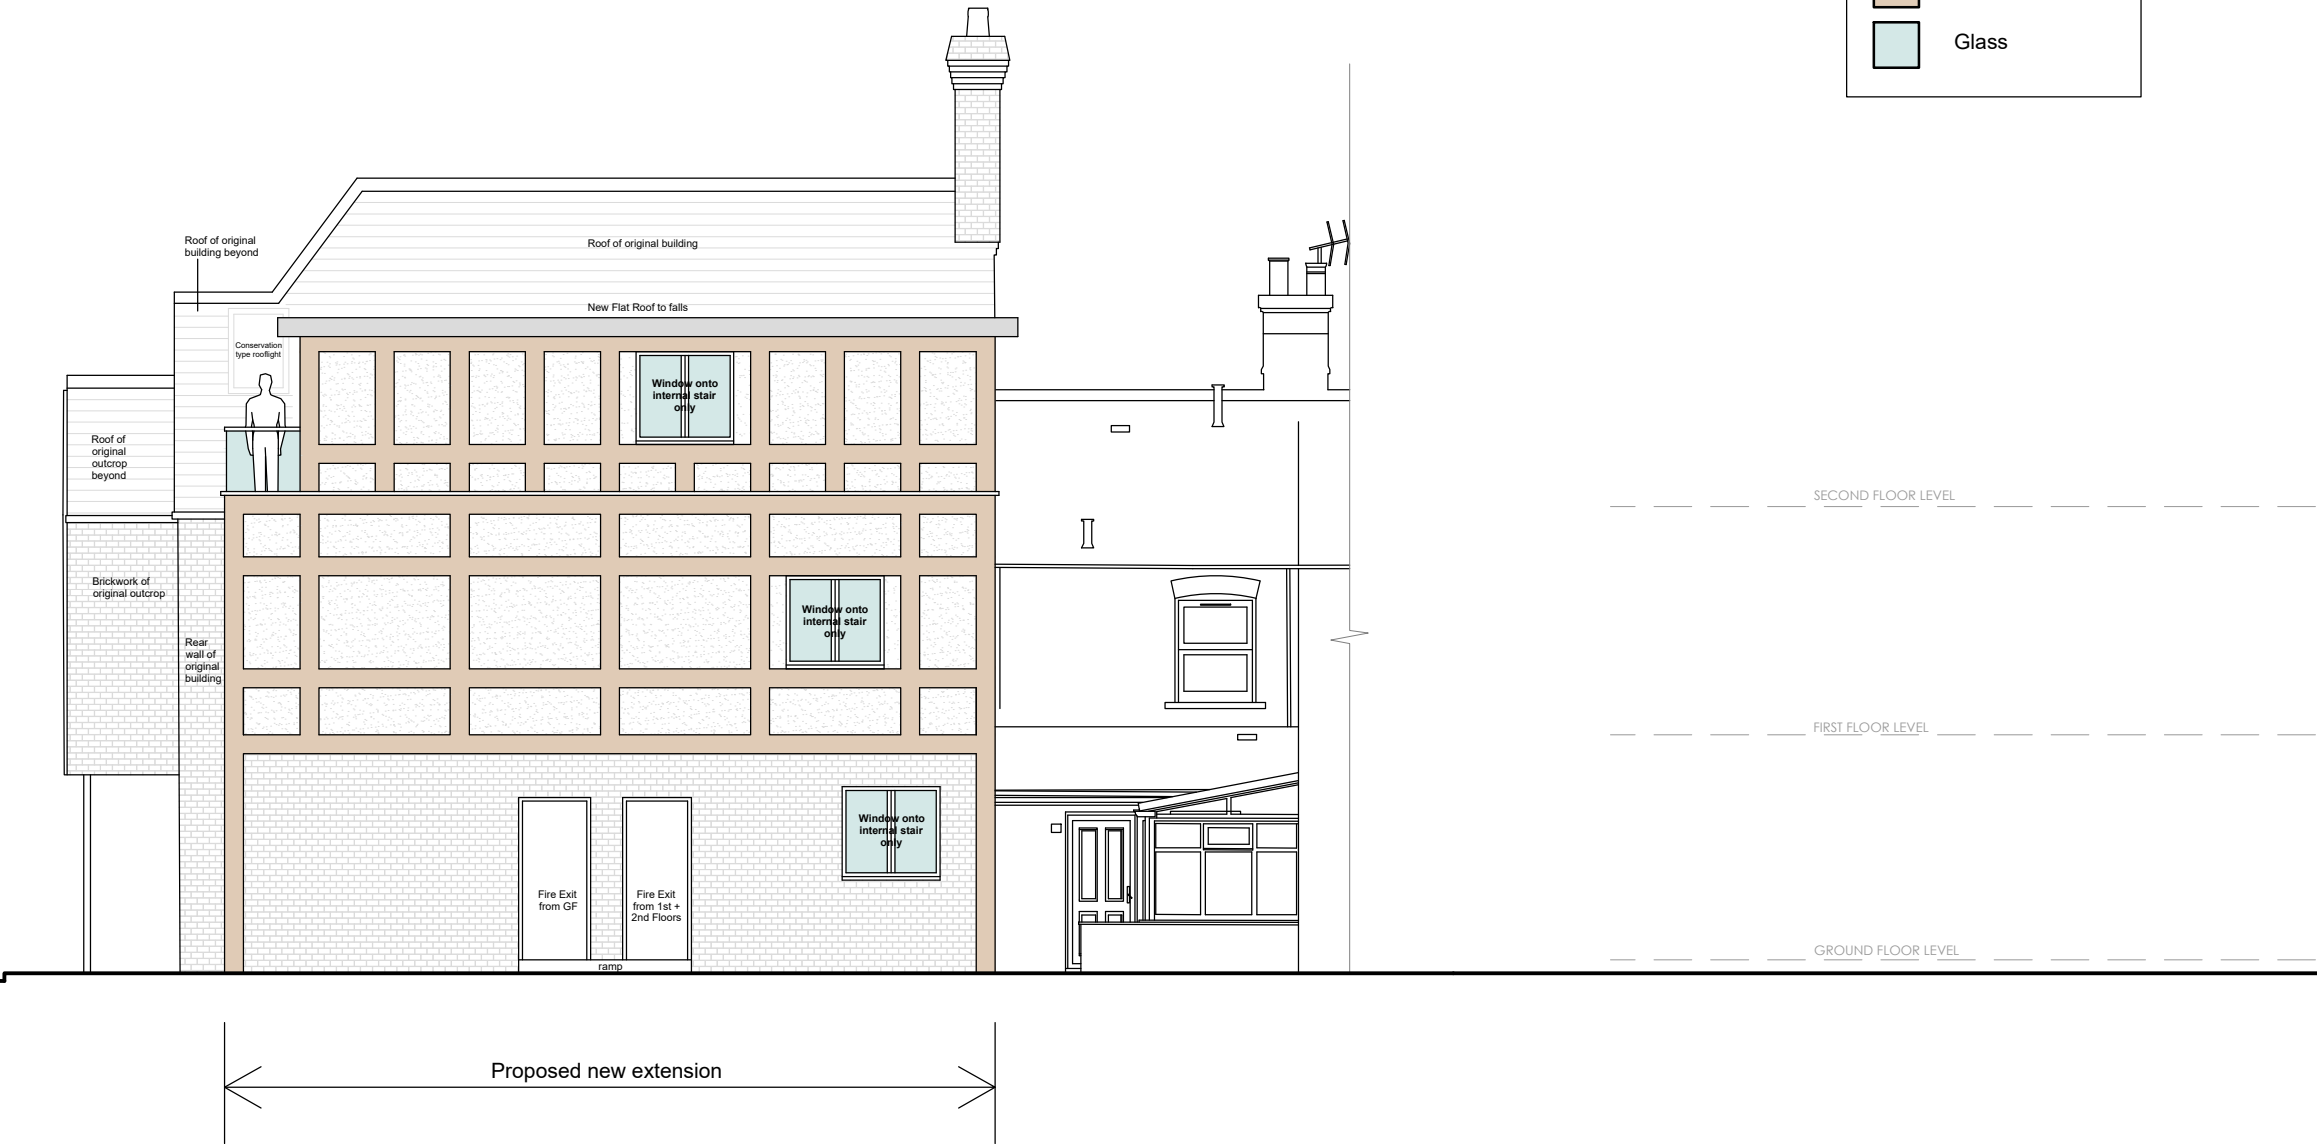 Glass
Roof of original
building beyond
Roof of original building
New Flat Roof to falls
Conservation
type rooflight
Window onto
internal stair
only
Roof of
original
outcrop
beyond
SECOND FLOOR LEVEL
Brickwork of
original outcrop
Window onto
internal stair
only
Rear
wall of
original
building
FIRST FLOOR LEVEL
Window onto
internal stair
only
Fire Exit
from GF
Fire Exit
from 1st +
2nd Floors
ramp
GROUND FLOOR LEVEL
Proposed new extension